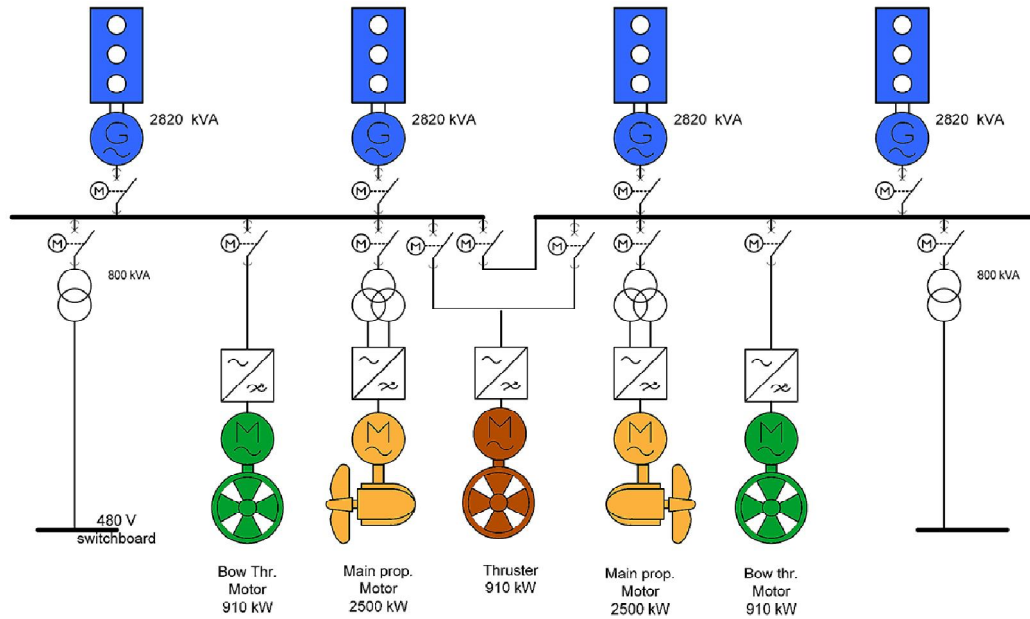 G
2820 kVA
G
2820 kVA
G
2820 kVA
G
2820 kVA
M
M
M
M
M
M
M
M
M
M
M
M
M
800 kVA
800 kVA
M
M
M
M
M
480 V
switchboard
Bow Thr.
Motor
910 kW
Main prop.
Motor
2500 kW
Thruster
910 kW
Main prop.
Motor
2500 kW
Bow thr.
Motor
910 kW